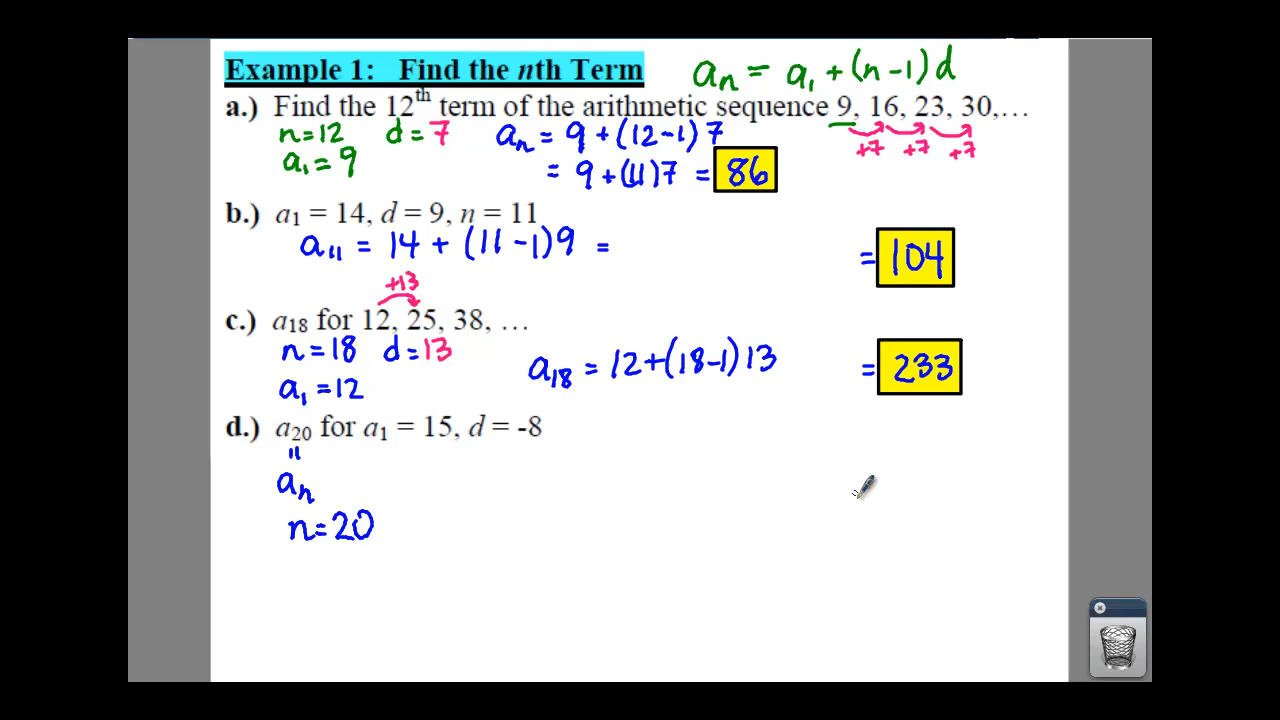 Example 1: Find the nth Term
aₙ = a₁ + (n-1)d
a.) Find the 12th term of the arithmetic sequence 9, 16, 23, 30,...
n=12 d=7 aₙ = 9+(12-1)7
+7 +7 +7
a₁=9
= 9+(11)7 = 86
b.) a1 = 14, d = 9, n = 11
a₁₁ = 14 + (11-1)9 =
= 104
+13
c.) a18 for 12, 25, 38, …
n=18 d=13 a₁₈ = 12+(18-1)13 = 233
a₁=12
d.) a20 for a1 = 15, d = -8
"
aₙ
n=20